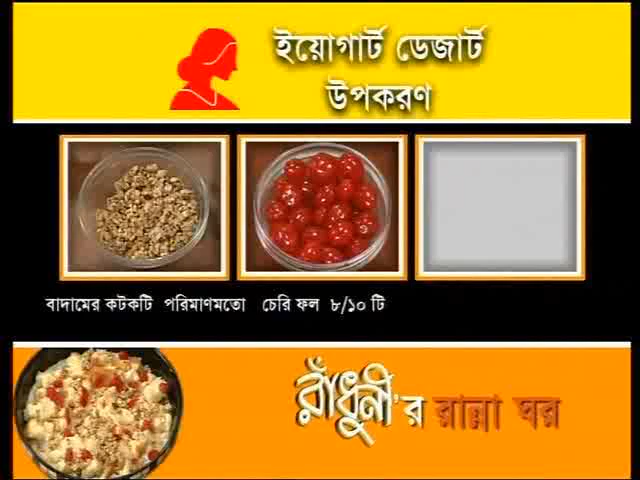 ইয়োগার্ট ডেজার্ট
উপকরণ
বাদামের কটকটি পরিমাণমতো চেরি ফল ৮/১০ টি
রাঁধুনী'র রান্না ঘর